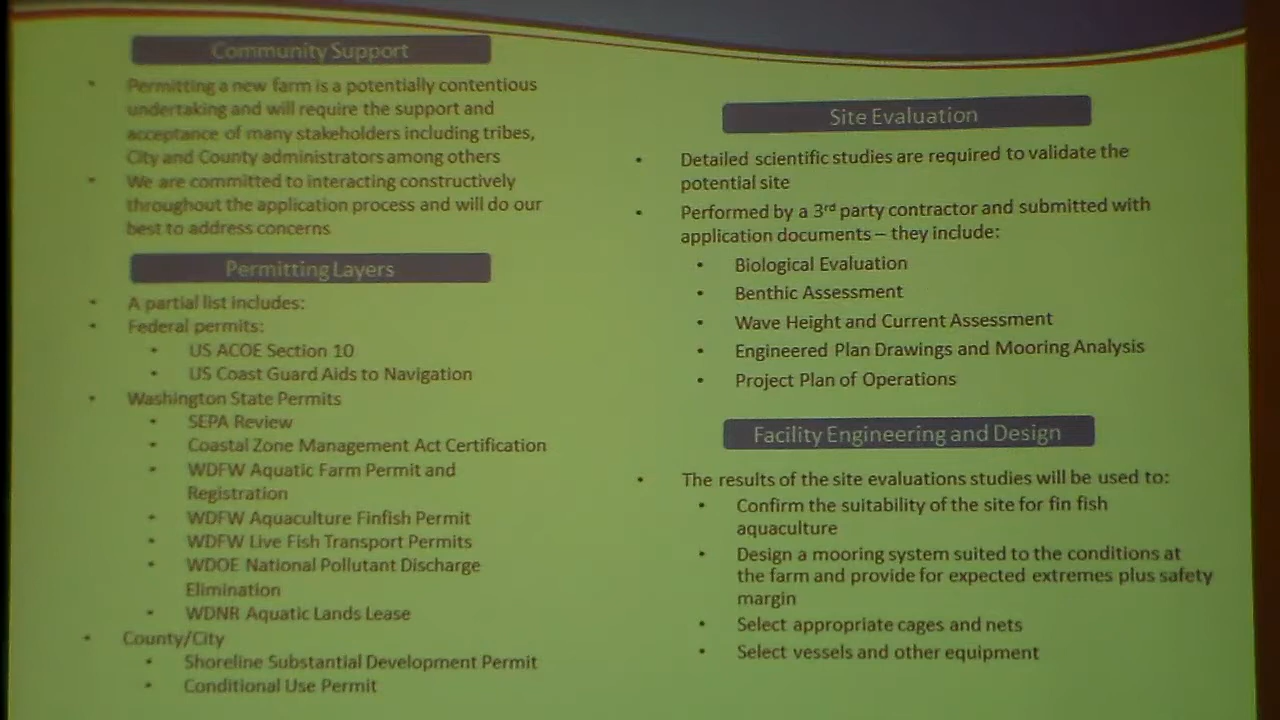 Community Support
• Permitting a new farm is a potentially contentious
undertaking and will require the support and
acceptance of many stakeholders including tribes,
City and County administrators among others
• We are committed to interacting constructively
throughout the application process and will do our
best to address concerns
Permitting Layers
• A partial list includes:
• Federal permits:
• US ACOE Section 10
• US Coast Guard Aids to Navigation
• Washington State Permits
• SEPA Review
• Coastal Zone Management Act Certification
• WDFW Aquatic Farm Permit and
Registration
• WDFW Aquaculture Finfish Permit
• WDFW Live Fish Transport Permits
• WDOE National Pollutant Discharge
Elimination
• WDNR Aquatic Lands Lease
• County/City
• Shoreline Substantial Development Permit
• Conditional Use Permit
Site Evaluation
• Detailed scientific studies are required to validate the
potential site
• Performed by a 3rd party contractor and submitted with
application documents – they include:
• Biological Evaluation
• Benthic Assessment
• Wave Height and Current Assessment
• Engineered Plan Drawings and Mooring Analysis
• Project Plan of Operations
Facility Engineering and Design
• The results of the site evaluations studies will be used to:
• Confirm the suitability of the site for fin fish
aquaculture
• Design a mooring system suited to the conditions at
the farm and provide for expected extremes plus safety
margin
• Select appropriate cages and nets
• Select vessels and other equipment